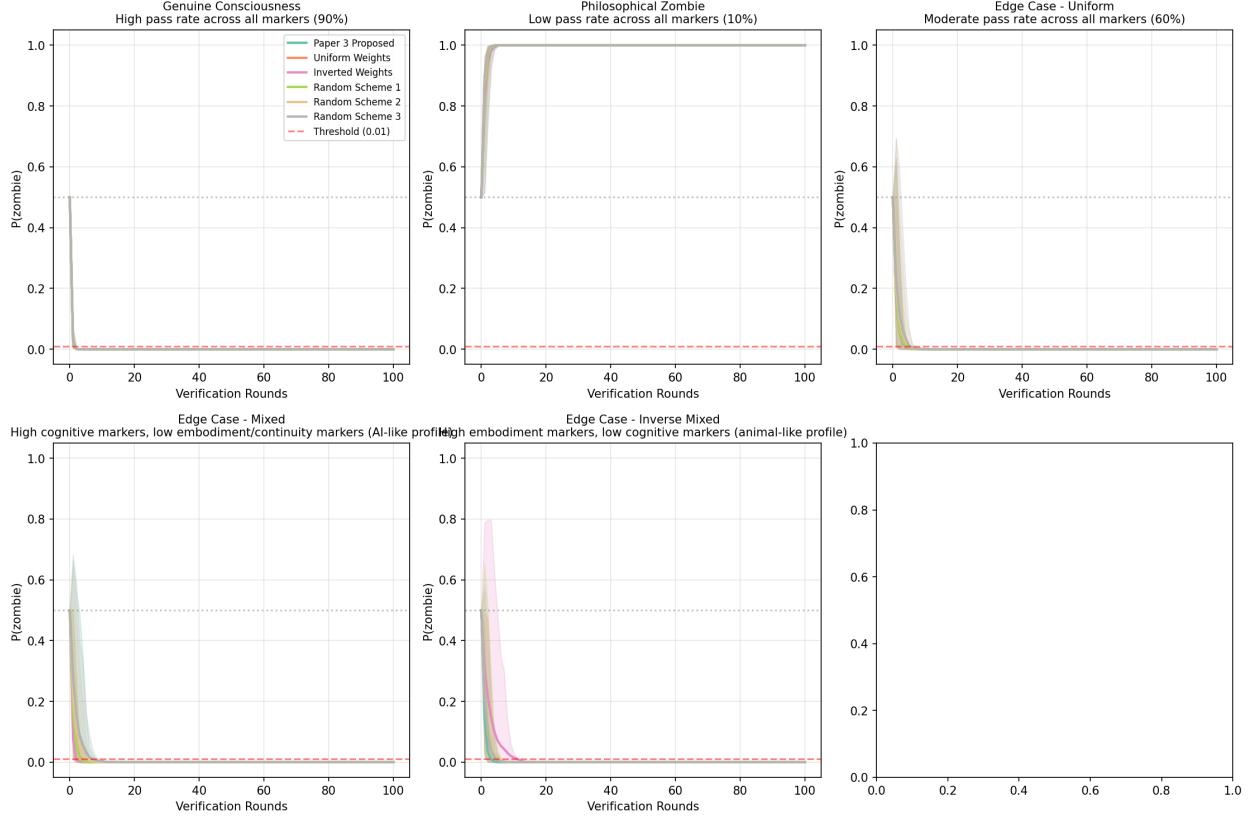 Genuine Consciousness
High pass rate across all markers (90%)
P(zombie)
1.0
0.8
0.6
0.4
0.2
0.0
Paper 3 Proposed
Uniform Weights
Inverted Weights
Random Scheme 1
Random Scheme 2
Random Scheme 3
Threshold (0.01)
0 20 40 60 80 100
Verification Rounds
Philosophical Zombie
Low pass rate across all markers (10%)
P(zombie)
1.0
0.8
0.6
0.4
0.2
0.0
0 20 40 60 80 100
Verification Rounds
Edge Case - Uniform
Moderate pass rate across all markers (60%)
P(zombie)
1.0
0.8
0.6
0.4
0.2
0.0
0 20 40 60 80 100
Verification Rounds
Edge Case - Mixed
High cognitive markers, low embodiment/continuity markers (AI-like profile)
P(zombie)
1.0
0.8
0.6
0.4
0.2
0.0
0 20 40 60 80 100
Verification Rounds
Edge Case - Inverse Mixed
High embodiment markers, low cognitive markers (animal-like profile)
P(zombie)
1.0
0.8
0.6
0.4
0.2
0.0
0 20 40 60 80 100
Verification Rounds
1.0
0.8
0.6
0.4
0.2
0.0
0.0 0.2 0.4 0.6 0.8 1.0